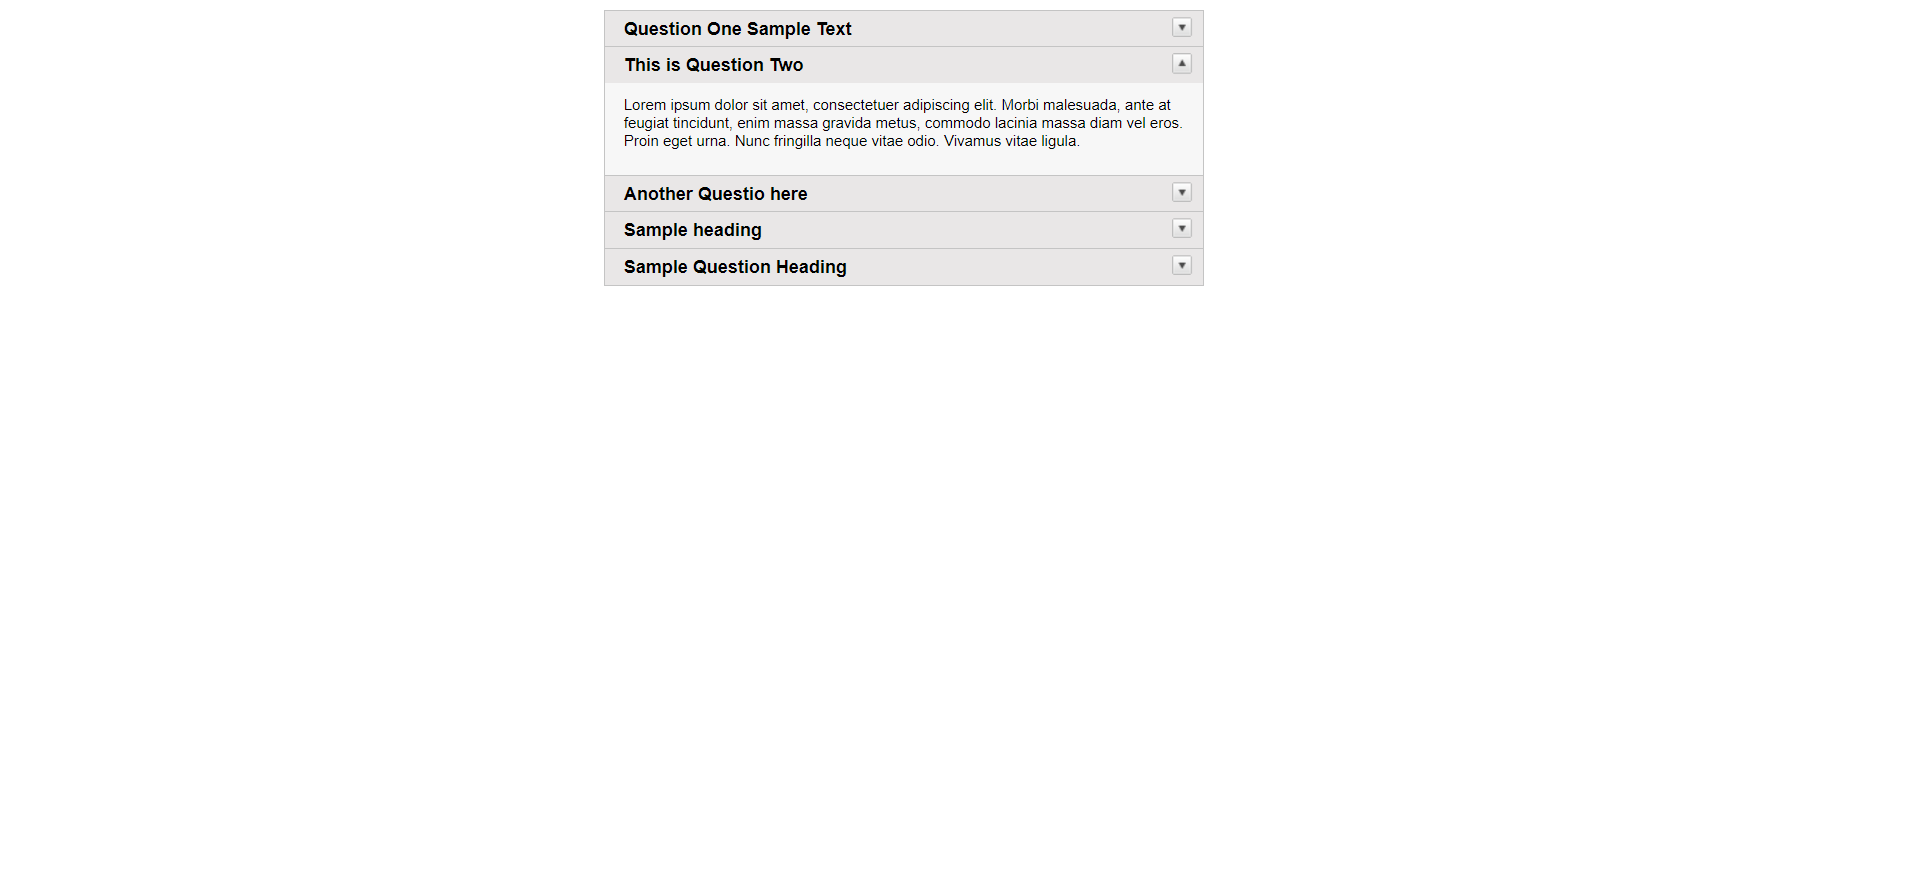 Question One Sample Text
This is Question Two
Lorem ipsum dolor sit amet, consectetuer adipiscing elit. Morbi malesuada, ante at
feugiat tincidunt, enim massa gravida metus, commodo lacinia massa diam vel eros.
Proin eget urna. Nunc fringilla neque vitae odio. Vivamus vitae ligula.
Another Questio here
Sample heading
Sample Question Heading